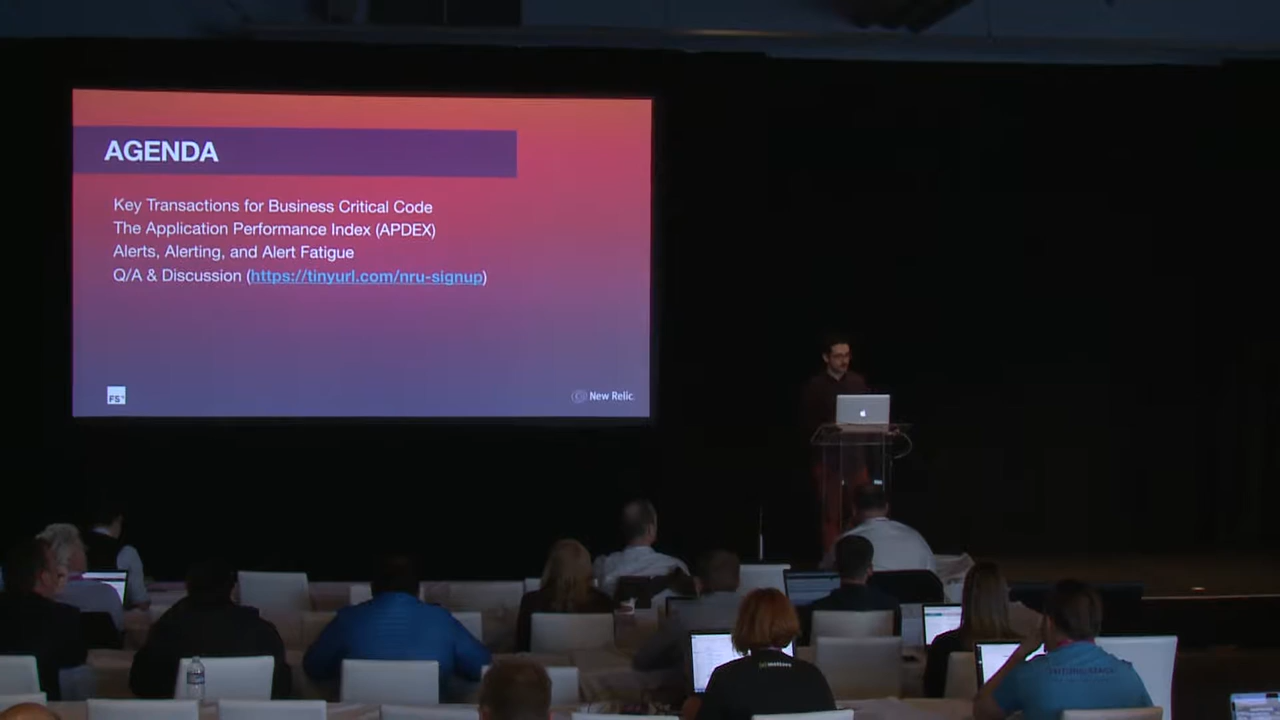 AGENDA
Key Transactions for Business Critical Code
The Application Performance Index (APDEX)
Alerts, Alerting, and Alert Fatigue
Q/A & Discussion (https://tinyurl.com/nru-signup)
FS
New Relic